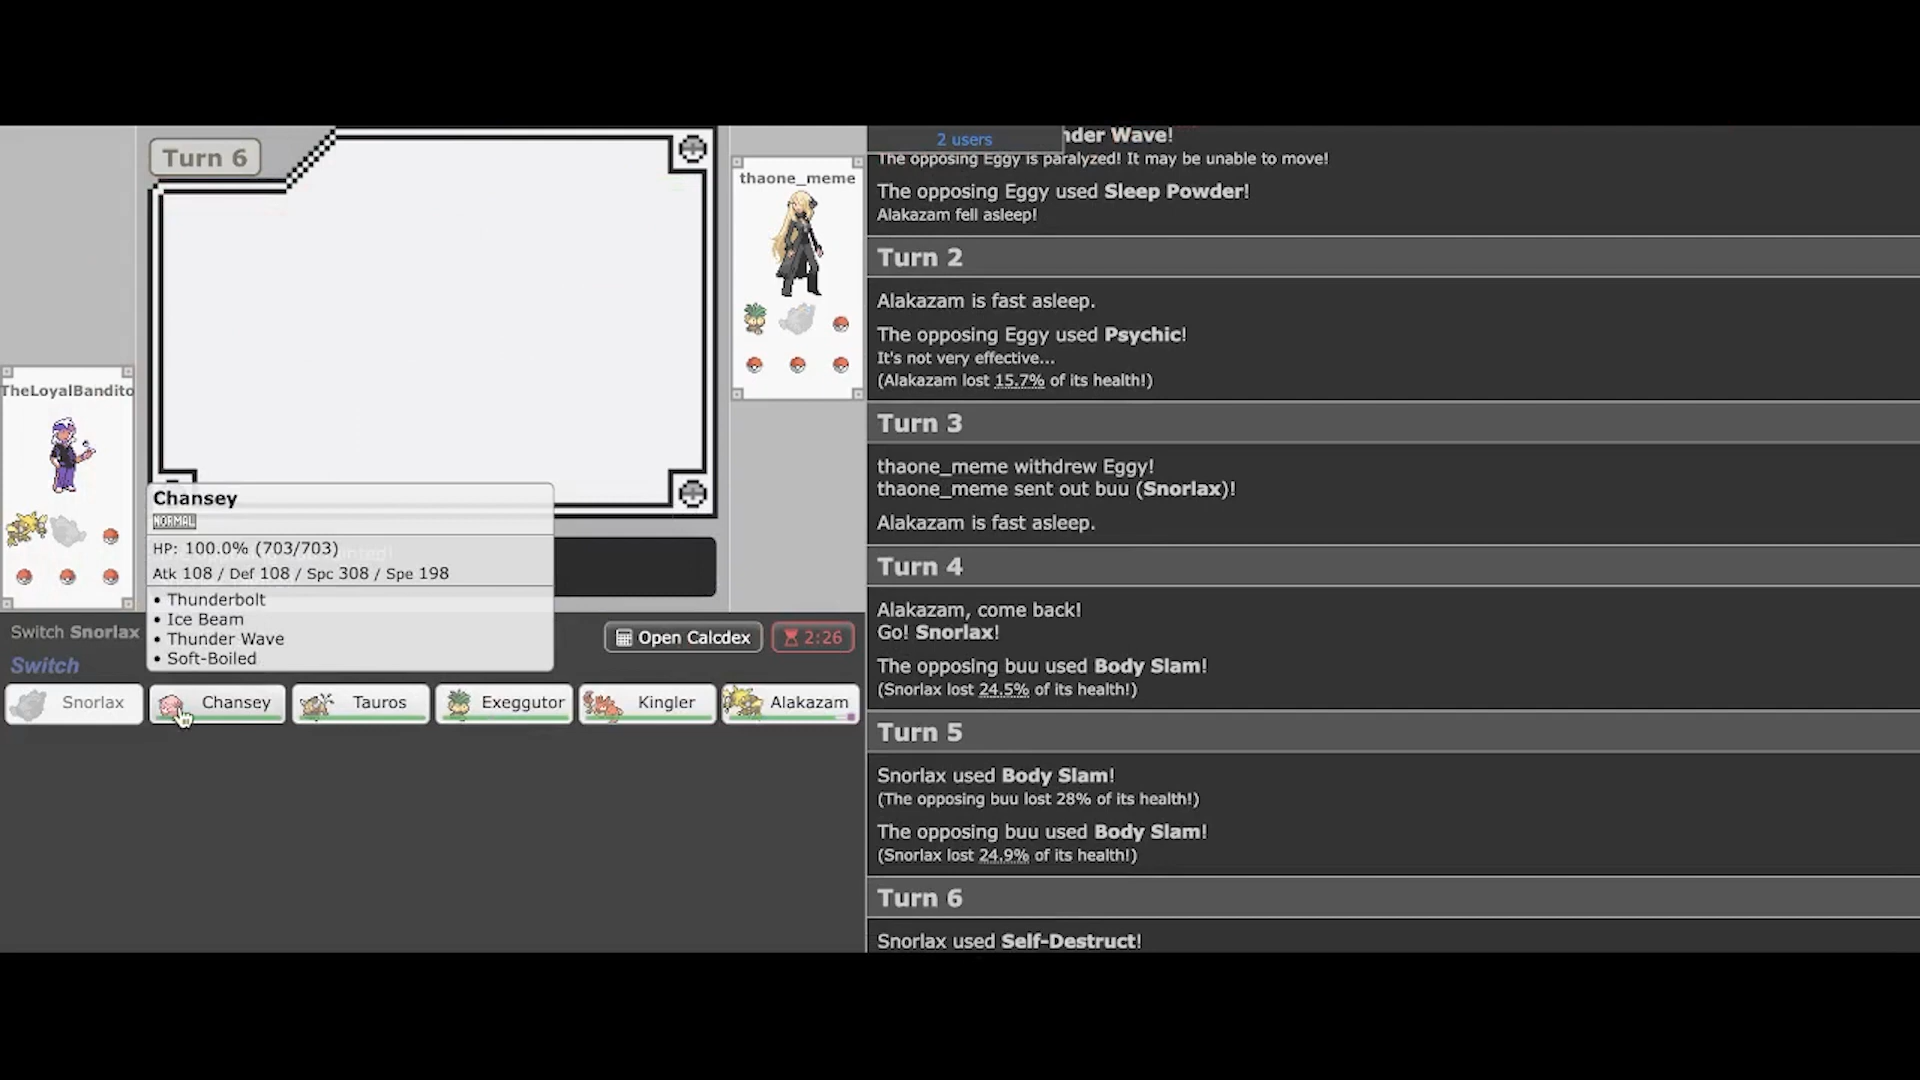 Turn 6
thaone_meme
TheLoyalBandito
Chansey
NORMAL
HP: 100.0% (703/703)
Atk 108 / Def 108 / Spc 308 / Spe 198
• Thunderbolt
• Ice Beam
• Thunder Wave
• Soft-Boiled
Switch Snorlax
Open Calcdex
2:26
Switch
Snorlax
Chansey
Tauros
Exeggutor
Kingler
Alakazam
2 users
nder Wave!
The opposing Eggy is paralyzed! It may be unable to move!
The opposing Eggy used Sleep Powder!
Alakazam fell asleep!
Turn 2
Alakazam is fast asleep.
The opposing Eggy used Psychic!
It's not very effective...
(Alakazam lost 15.7% of its health!)
Turn 3
thaone_meme withdrew Eggy!
thaone_meme sent out buu (Snorlax)!
Alakazam is fast asleep.
Turn 4
Alakazam, come back!
Go! Snorlax!
The opposing buu used Body Slam!
(Snorlax lost 24.5% of its health!)
Turn 5
Snorlax used Body Slam!
(The opposing buu lost 28% of its health!)
The opposing buu used Body Slam!
(Snorlax lost 24.9% of its health!)
Turn 6
Snorlax used Self-Destruct!